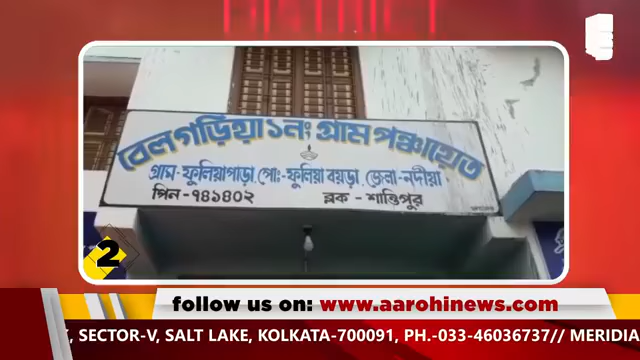 DISTRICT
বেলগড়িয়া ১নং গ্রাম পঞ্চায়েত
গ্রাম-ফুলিয়াপাড়া পোঃ-ফুলিয়া বয়ড়া জেলা-নদীয়া
পিন-৭৪১৪০২ ব্লক - শান্তিপুর
2
follow us on: www.aarohinews.com
, SECTOR-V, SALT LAKE, KOLKATA-700091, PH.-033-46036737// MERIDIA